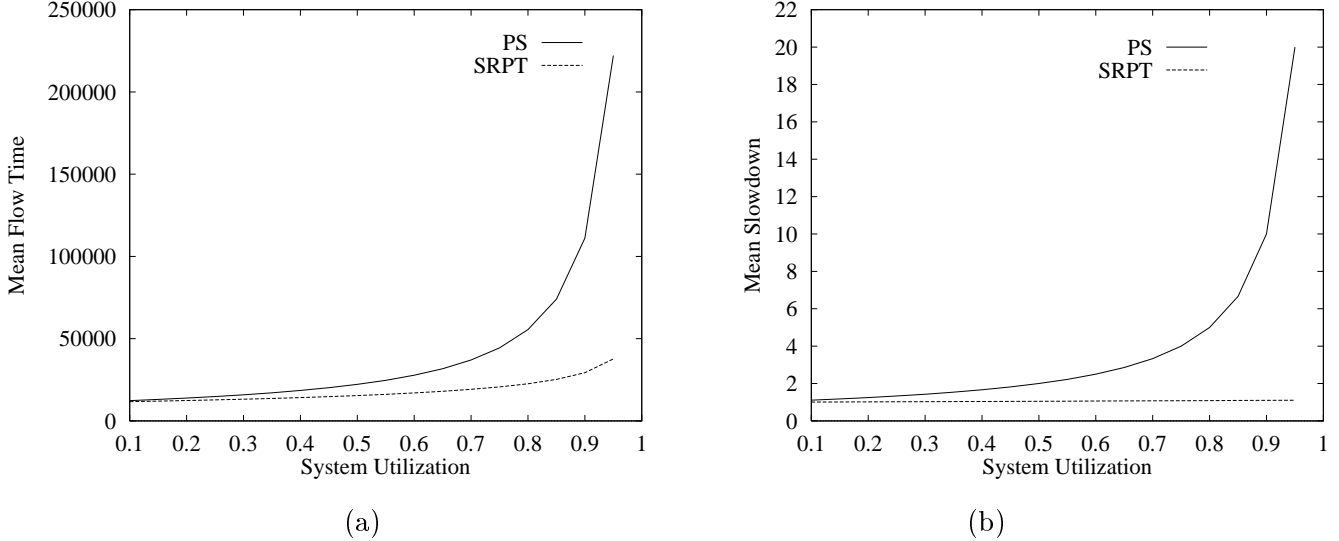 250000
200000
150000
100000
50000
0
Mean Flow Time
PS
SRPT
0.1 0.2 0.3 0.4 0.5 0.6 0.7 0.8 0.9 1
System Utilization
(a)
22
20
18
16
14
12
10
8
6
4
2
0
Mean Slowdown
PS
SRPT
0.1 0.2 0.3 0.4 0.5 0.6 0.7 0.8 0.9 1
System Utilization
(b)